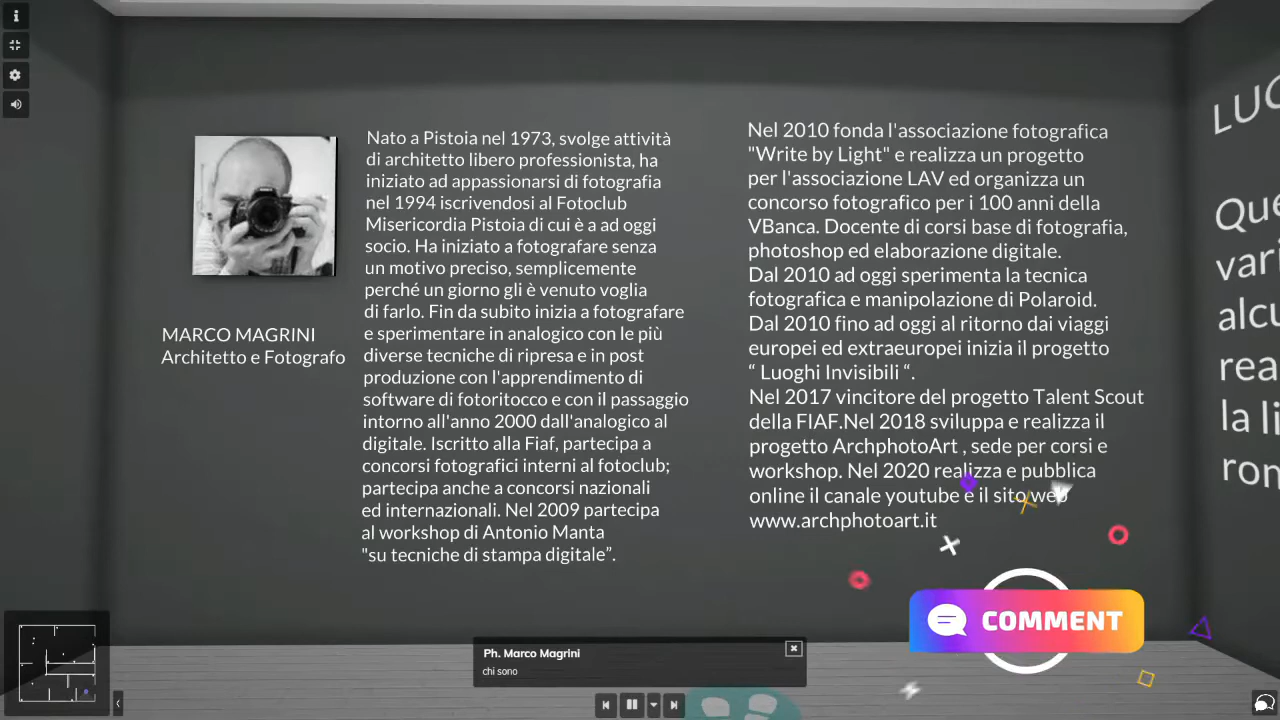 MARCO MAGRINI
Architetto e Fotografo
Nato a Pistoia nel 1973, svolge attività
di architetto libero professionista, ha
iniziato ad appassionarsi di fotografia
nel 1994 iscrivendosi al Fotoclub
Misericordia Pistoia di cui è a ad oggi
socio. Ha iniziato a fotografare senza
un motivo preciso, semplicemente
perché un giorno gli è venuto voglia
di farlo. Fin da subito inizia a fotografare
e sperimentare in analogico con le più
diverse tecniche di ripresa e in post
produzione con l'apprendimento di
software di fotoritocco e con il passaggio
intorno all'anno 2000 dall'analogico al
digitale. Iscritto alla Fiaf, partecipa a
concorsi fotografici interni al fotoclub;
partecipa anche a concorsi nazionali
ed internazionali. Nel 2009 partecipa
al workshop di Antonio Manta
"su tecniche di stampa digitale”.
Nel 2010 fonda l'associazione fotografica
"Write by Light" e realizza un progetto
per l'associazione LAV ed organizza un
concorso fotografico per i 100 anni della
VBanca. Docente di corsi base di fotografia,
photoshop ed elaborazione digitale.
Dal 2010 ad oggi sperimenta la tecnica
fotografica e manipolazione di Polaroid.
Dal 2010 fino ad oggi al ritorno dai viaggi
europei ed extraeuropei inizia il progetto
“ Luoghi Invisibili “.
Nel 2017 vincitore del progetto Talent Scout
della FIAF.Nel 2018 sviluppa e realizza il
progetto ArchphotoArt , sede per corsi e
workshop. Nel 2020 realizza e pubblica
online il canale youtube e il sito web
www.archphotoart.it
COMMENT
Ph. Marco Magrini
chi sono